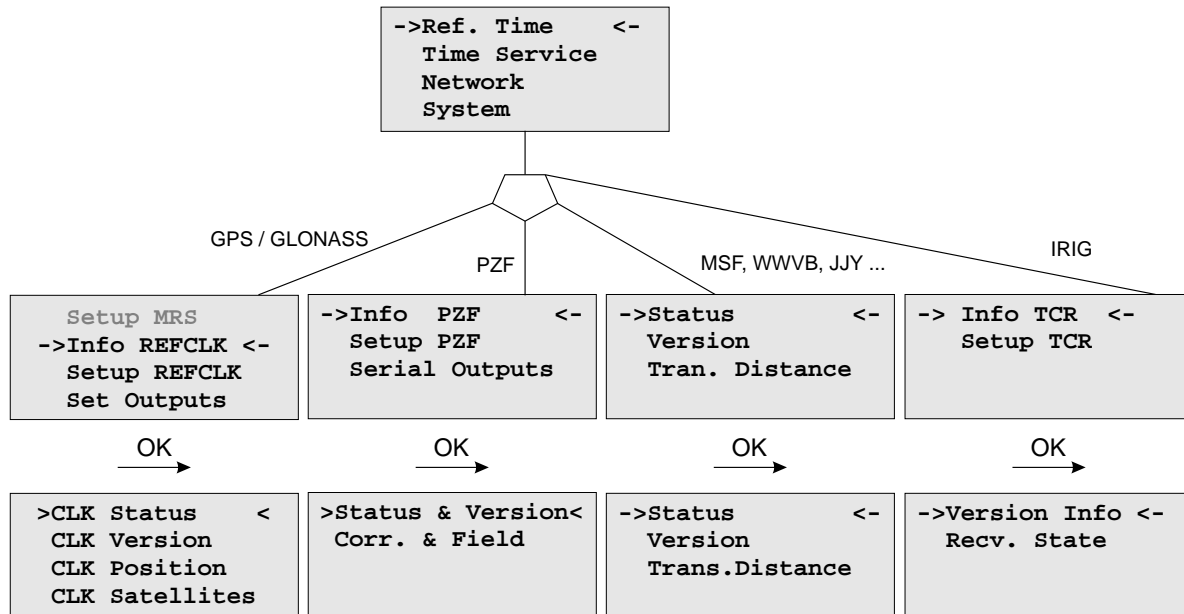 ->Ref. Time <-
Time Service
Network
System
GPS / GLONASS
PZF
MSF, WWVB, JJY ...
IRIG
Setup MRS
->Info REFCLK <-
Setup REFCLK
Set Outputs
->Info PZF <-
Setup PZF
Serial Outputs
->Status <-
Version
Tran. Distance
-> Info TCR <-
Setup TCR
OK
OK
OK
OK
>CLK Status <
CLK Version
CLK Position
CLK Satellites
>Status & Version<
Corr. & Field
->Status <-
Version
Trans.Distance
->Version Info <-
Recv. State